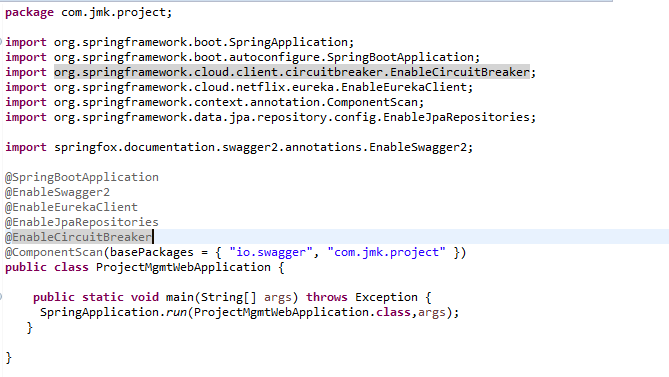 package com.jmk.project;
import org.springframework.boot.SpringApplication;
import org.springframework.boot.autoconfigure.SpringBootApplication;
import org.springframework.cloud.client.circuitbreaker.EnableCircuitBreaker;
import org.springframework.cloud.netflix.eureka.EnableEurekaClient;
import org.springframework.context.annotation.ComponentScan;
import org.springframework.data.jpa.repository.config.EnableJpaRepositories;
import springfox.documentation.swagger2.annotations.EnableSwagger2;
@SpringBootApplication
@EnableSwagger2
@EnableEurekaClient
@EnableJpaRepositories
@EnableCircuitBreaker
@ComponentScan(basePackages = { "io.swagger", "com.jmk.project" })
public class ProjectMgmtWebApplication {
public static void main(String[] args) throws Exception {
SpringApplication.run(ProjectMgmtWebApplication.class,args);
}
}